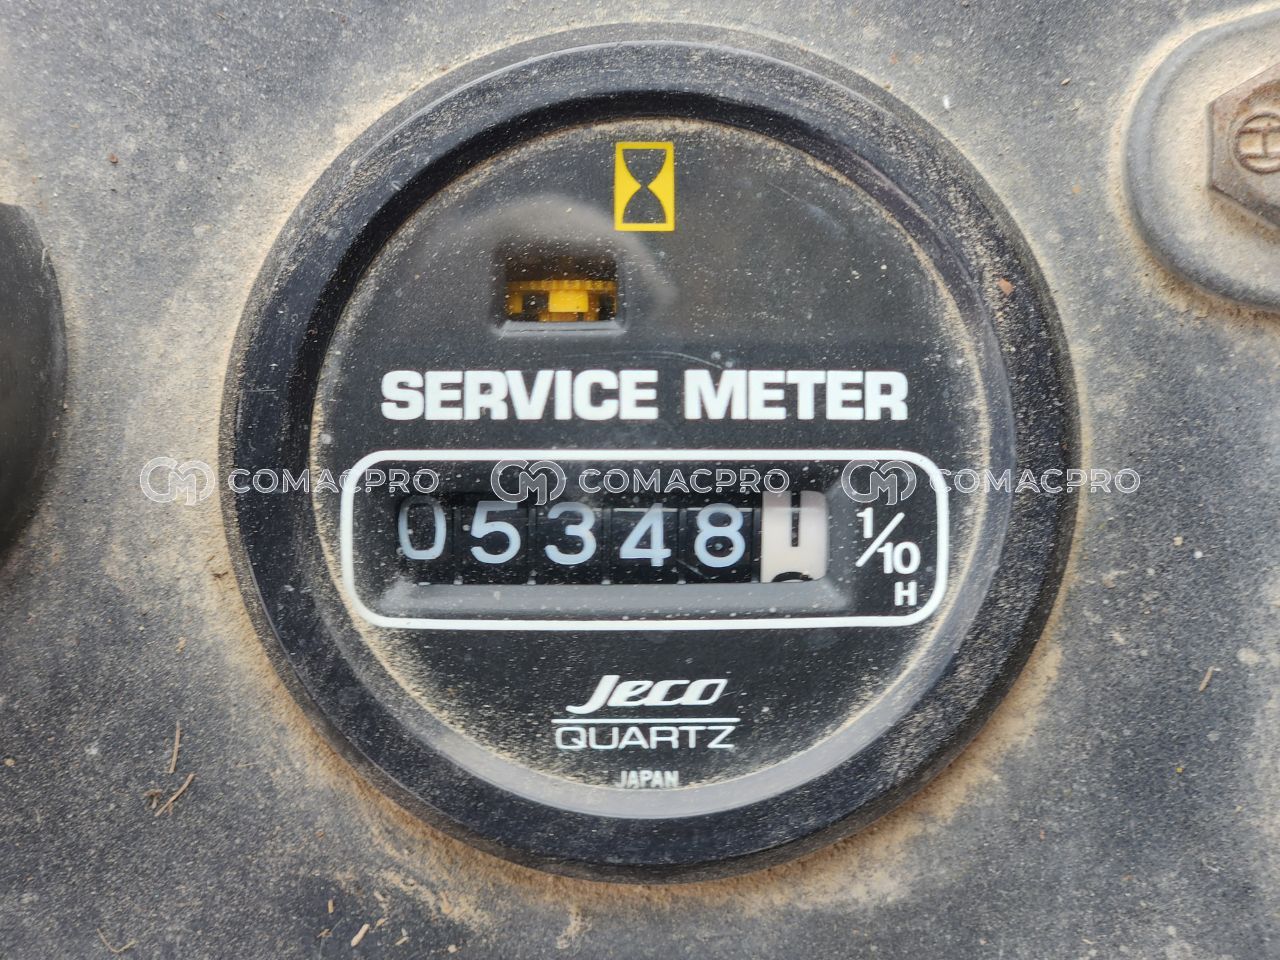 SERVICE METER
COMACPRO COMACPRO COMACPRO
05348 1/10
H
Jeco
QUARTZ
JAPAN